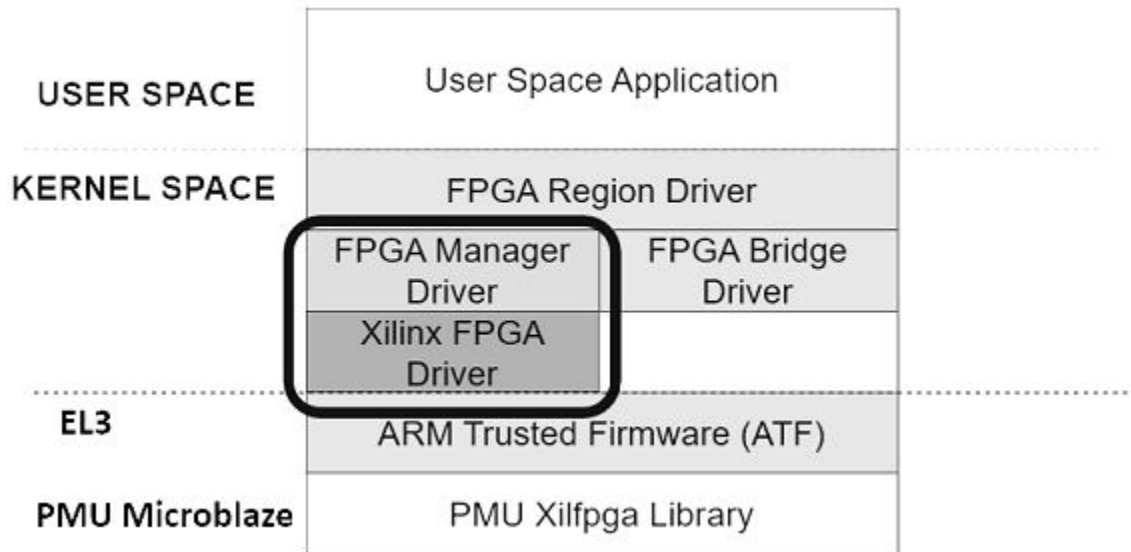 USER SPACE
User Space Application
KERNEL SPACE
FPGA Region Driver
FPGA Manager
Driver
FPGA Bridge
Driver
Xilinx FPGA
Driver
EL3
ARM Trusted Firmware (ATF)
PMU Microblaze
PMU Xilfpga Library